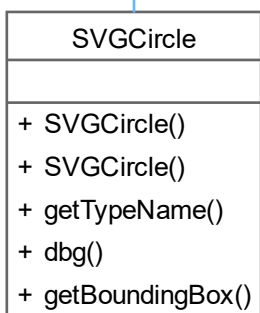 SVGCircle
+ SVGCircle()
+ SVGCircle()
+ getTypeName()
+ dbg()
+ getBoundingBox()